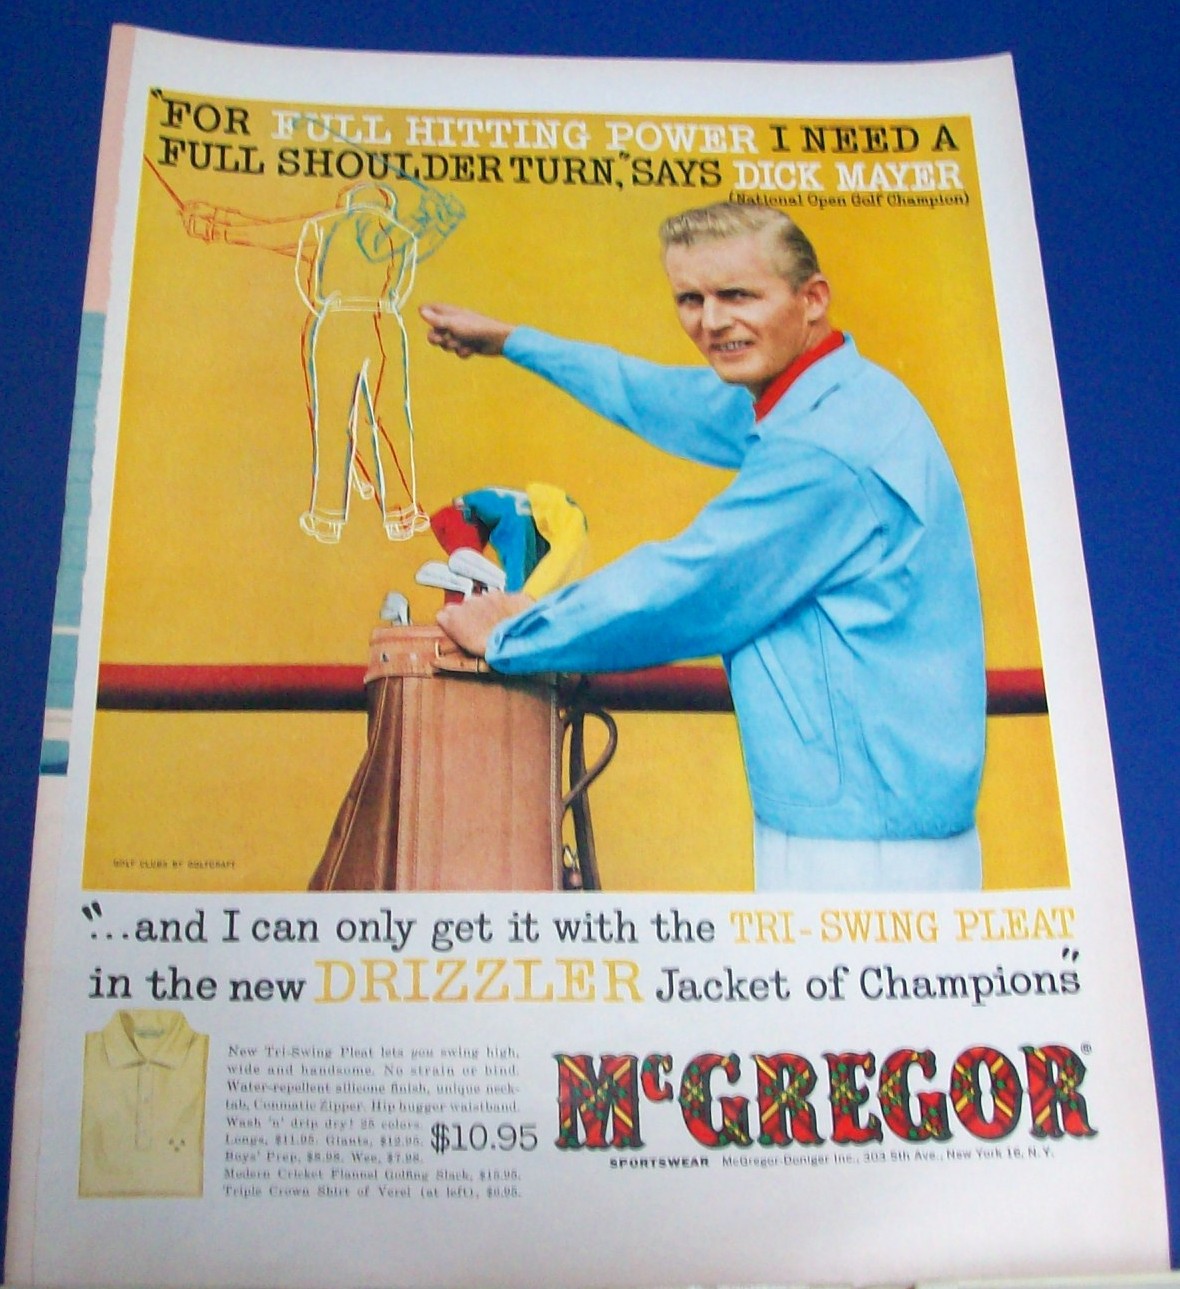 "FOR FULL HITTING POWER I NEED A
FULL SHOULDER TURN," SAYS DICK MAYER
(National Open Golf Champion)
GOLF CLUBS BY GOLFCRAFT
"...and I can only get it with the TRI-SWING PLEAT
in the new DRIZZLER Jacket of Champions"
New Tri-Swing Pleat lets you swing high,
wide and handsome. No strain or bind.
Water-repellent silicone finish, unique neck-
tab, Conmatic Zipper. Hip hugger waistband.
Wash 'n' drip dry! 25 colors.
Longs, $11.95. Giants, $12.95. $10.95
Boys' Prep, $8.98. Wee, $7.98.
Modern Cricket Flannel Golfing Slack, $15.95.
Triple Crown Shirt of Verel (at left), $6.95.
McGREGOR®
SPORTSWEAR McGregor-Doniger Inc., 303 5th Ave., New York 16, N.Y.